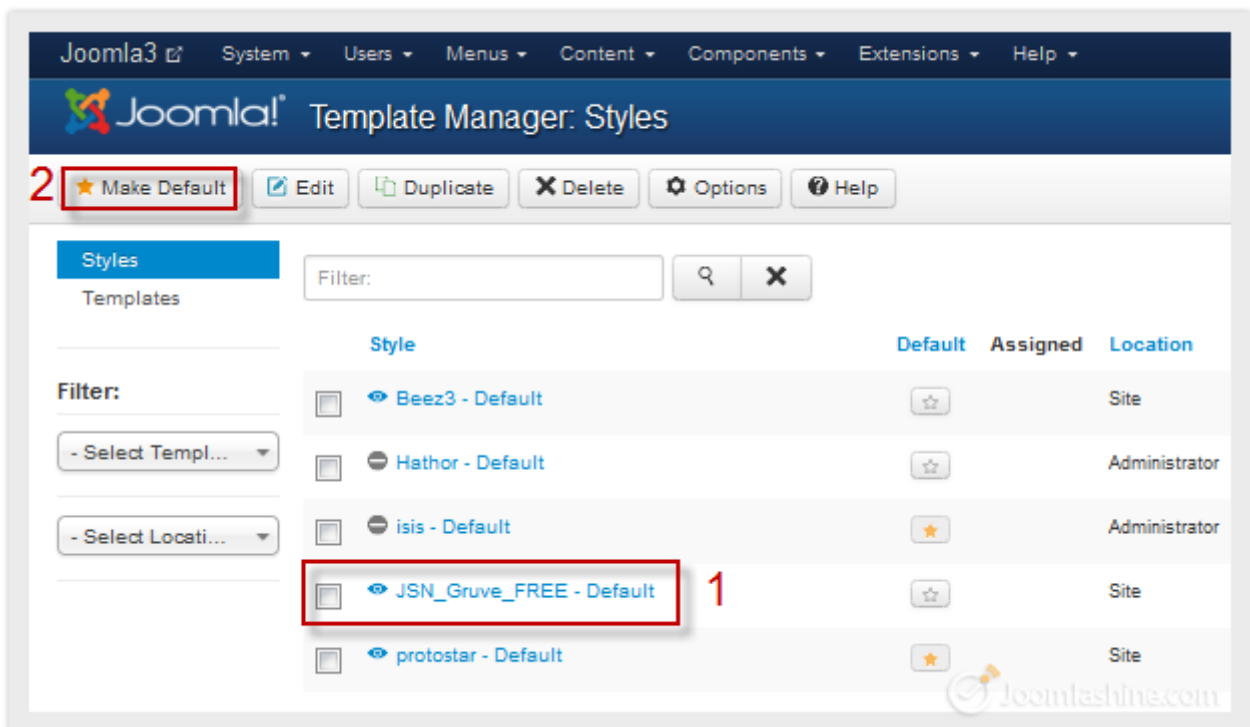 Joomla3 System Users Menus Content Components Extensions Help
Joomla! Template Manager: Styles
2 Make Default Edit Duplicate Delete Options Help
Styles
Templates
Filter:
Style Default Assigned Location
Filter:
Beez3 - Default Site
- Select Templ...
Hathor - Default Administrator
- Select Locati...
isis - Default Administrator
JSN_Gruve_FREE - Default 1 Site
protostar - Default Site
Joomlashine.com